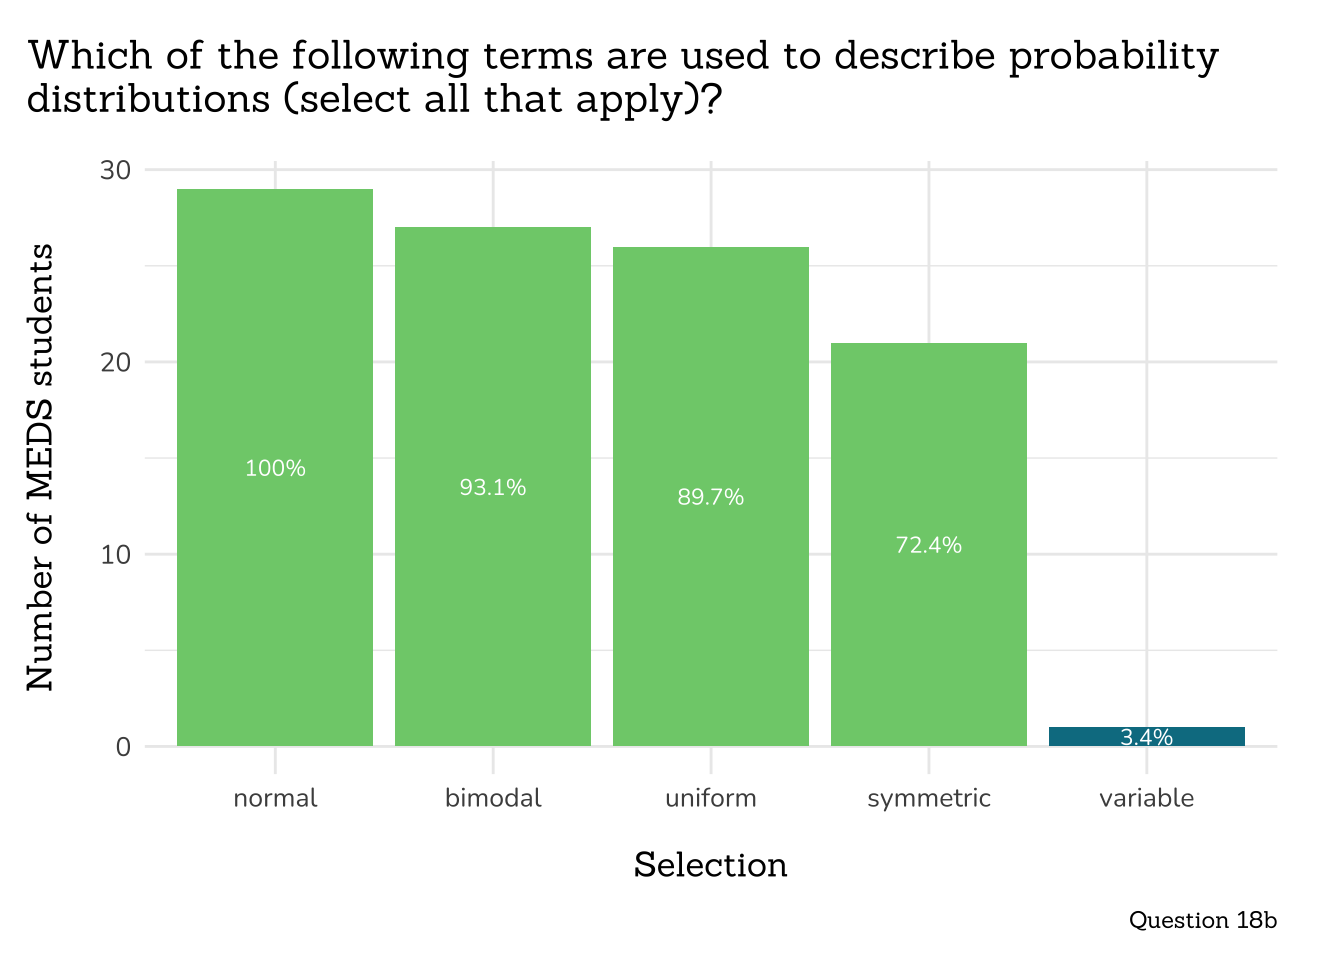 Which of the following terms are used to describe probability
distributions (select all that apply)?
Number of MEDS students
30
20
10
0
100%
93.1%
89.7%
72.4%
3.4%
normal
bimodal
uniform
symmetric
variable
Selection
Question 18b